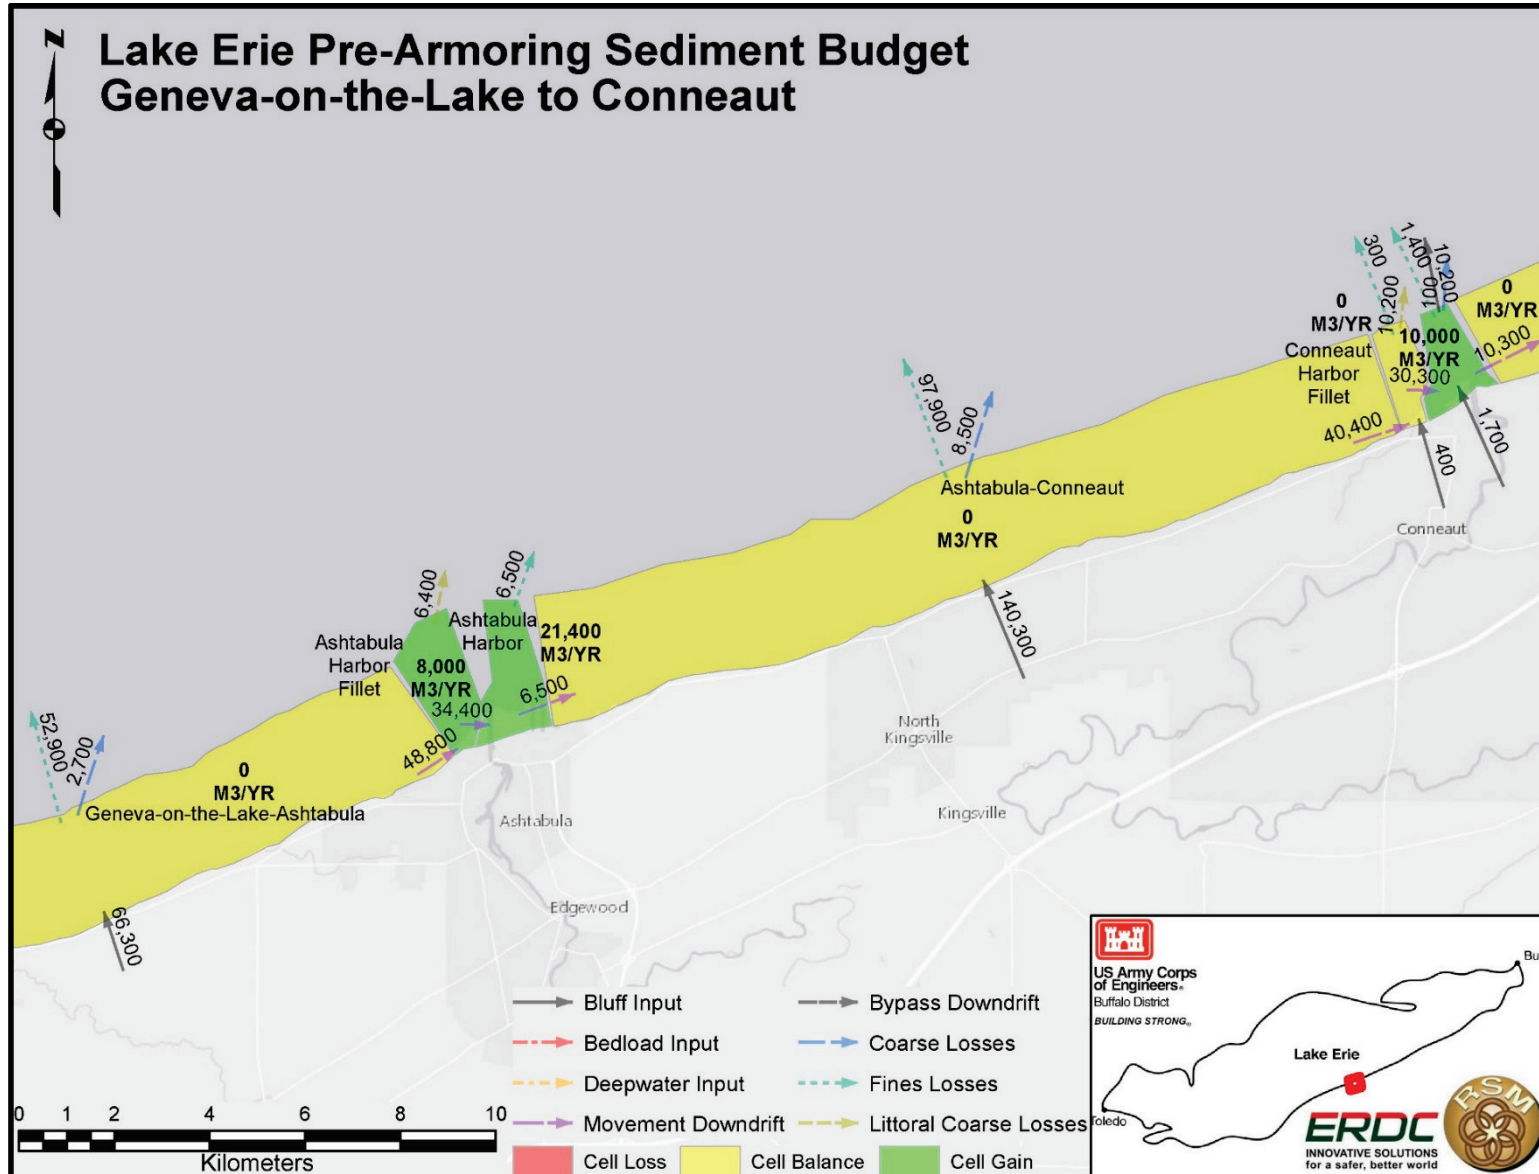 N
Lake Erie Pre-Armoring Sediment Budget
Geneva-on-the-Lake to Conneaut
300
1,400
100
10,200
10,200
0
M3/YR
0
M3/YR
10,000
M3/YR
Conneaut
Harbor
Fillet
30,300
10,300
40,400
400
1,700
97,900
8,500
Ashtabula-Conneaut
0
M3/YR
Conneaut
140,300
6,400
6,500
Ashtabula
Harbor
21,400
M3/YR
Ashtabula
Harbor
Fillet
8,000
M3/YR
6,500
34,400
48,800
North
Kingsville
52,900
2,700
0
M3/YR
Geneva-on-the-Lake-Ashtabula
Ashtabula
Kingsville
Edgewood
66,300
Bluff Input
Bypass Downdrift
Bedload Input
Coarse Losses
Deepwater Input
Fines Losses
Movement Downdrift
Littoral Coarse Losses
Cell Loss
Cell Balance
Cell Gain
0 1 2 4 6 8 10
Kilometers
US Army Corps
of Engineers®
Buffalo District
BUILDING STRONG®
Bu
Lake Erie
Toledo
ERDC
INNOVATIVE SOLUTIONS
for a safer, better world
RSM